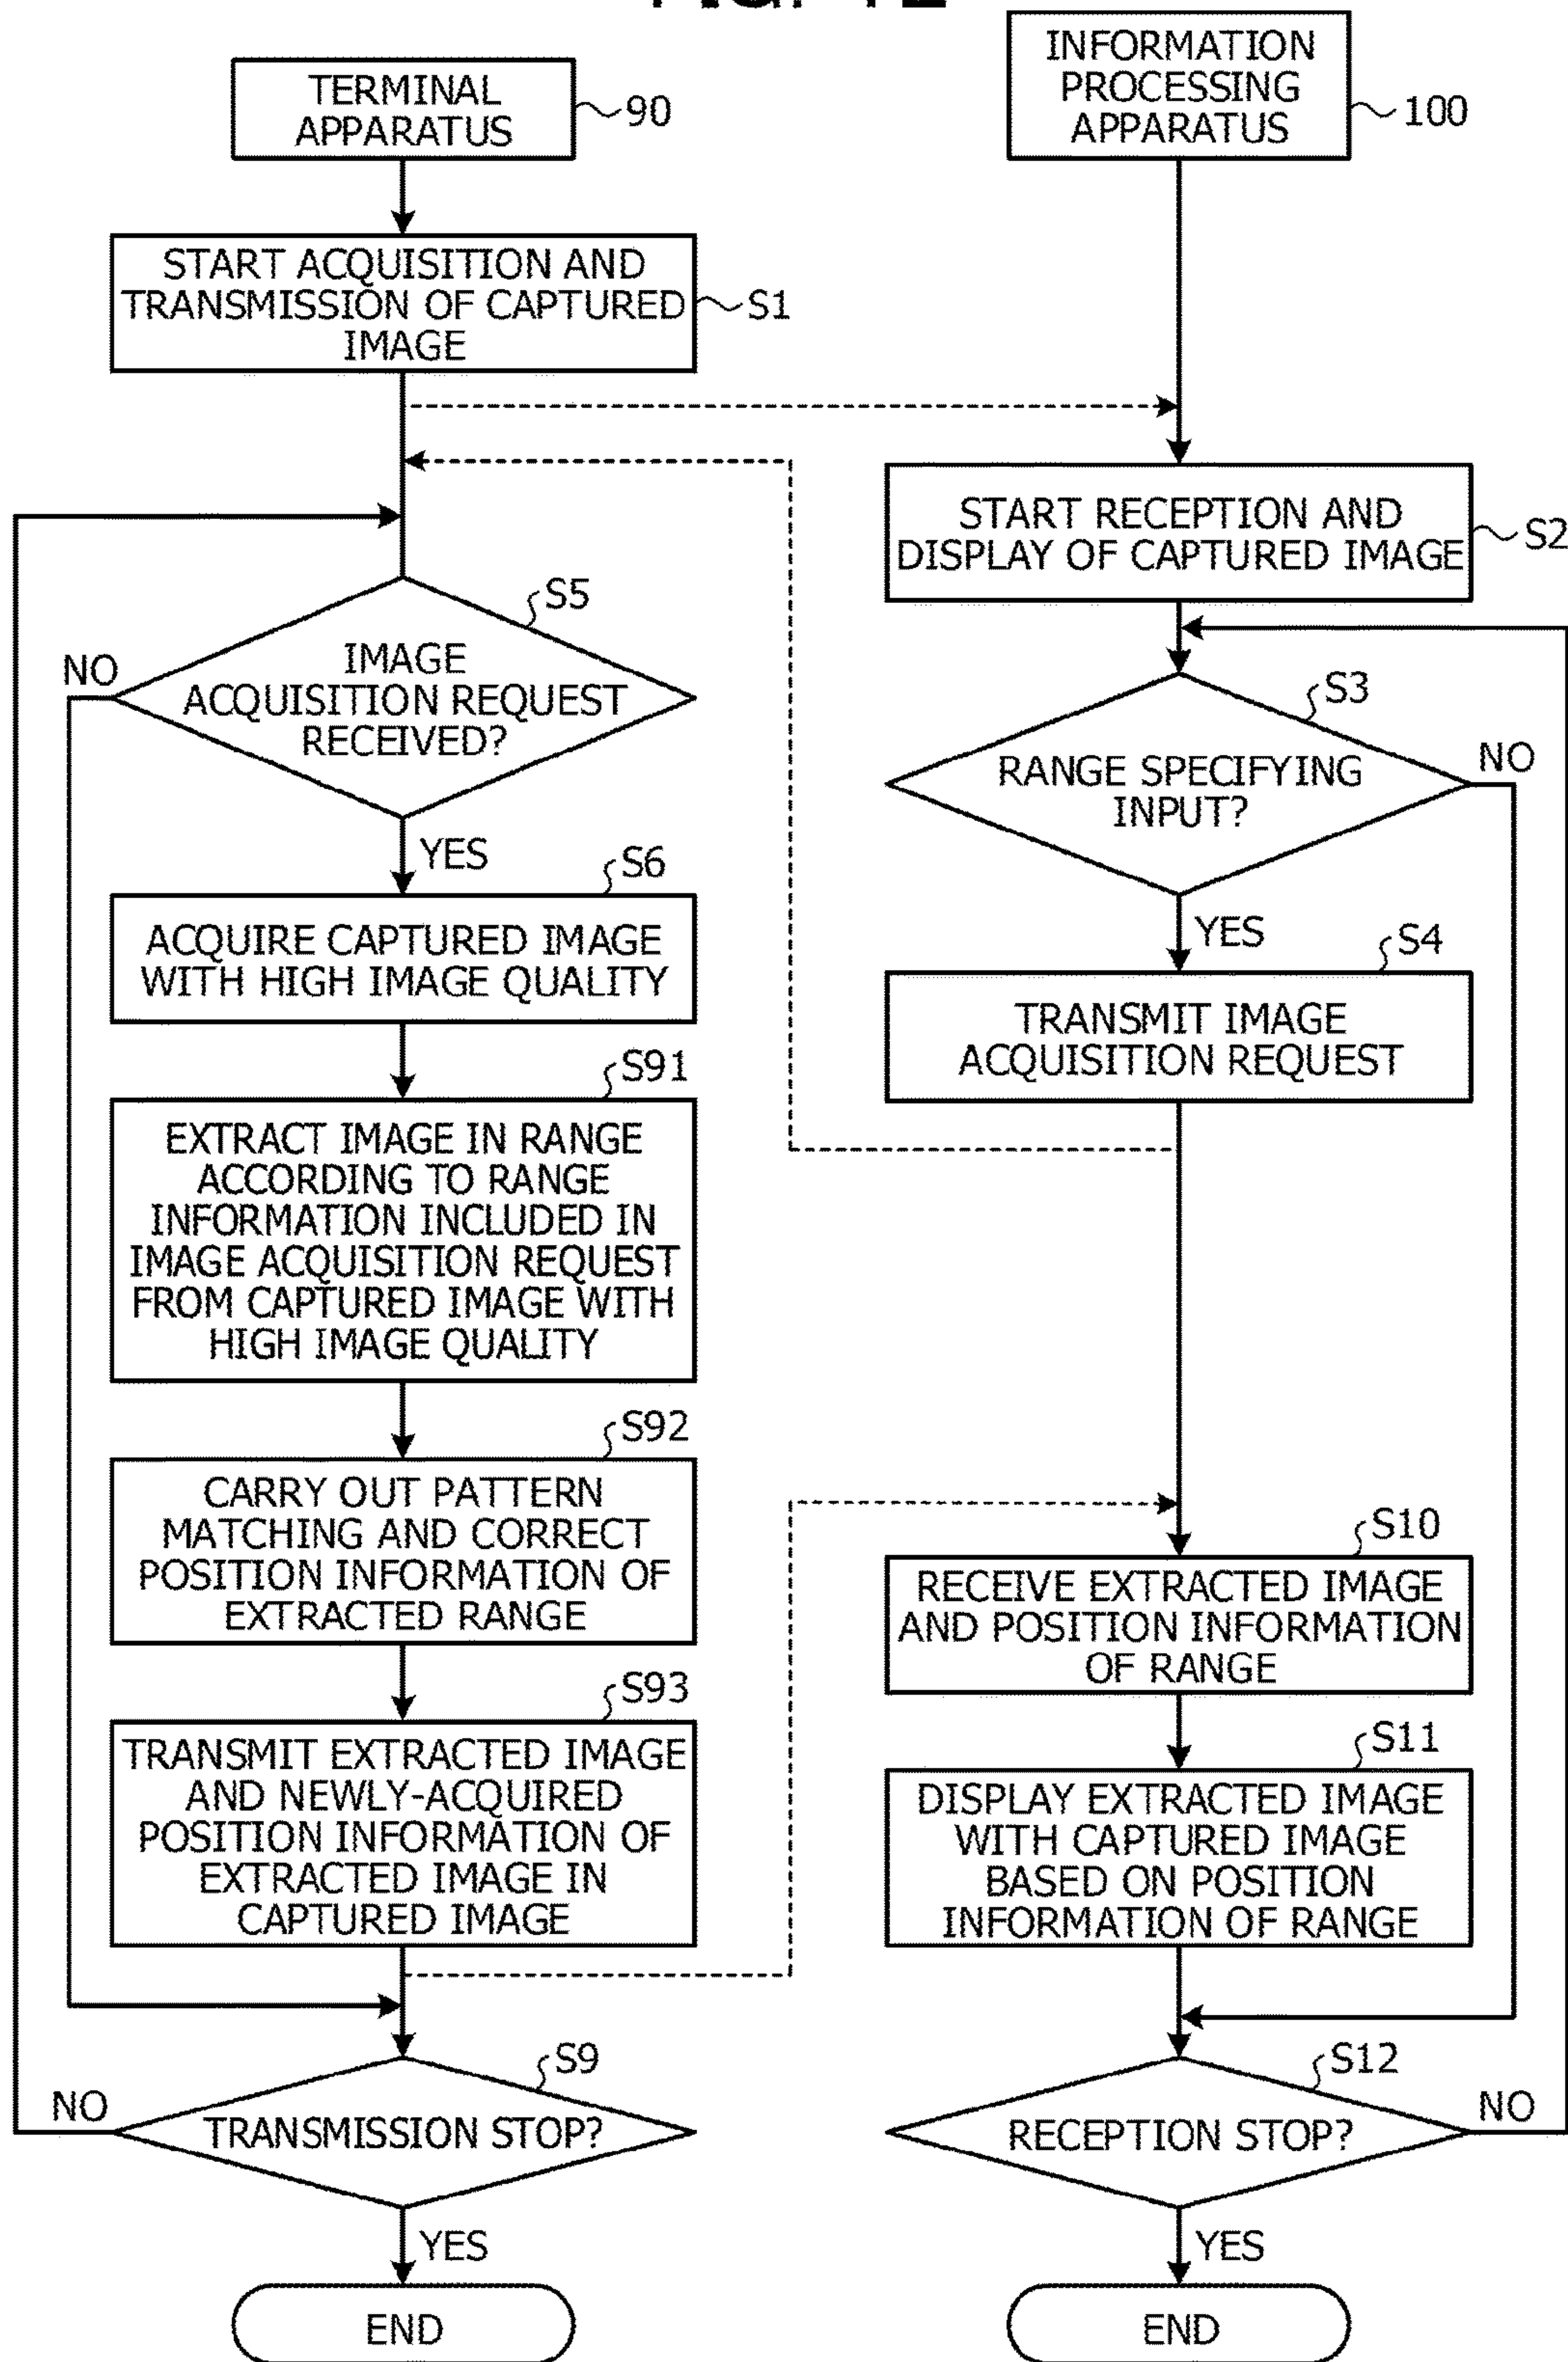 TERMINAL
APPARATUS
90
START ACQUISITION AND
TRANSMISSION OF CAPTURED
IMAGE
S1
S5
IMAGE
ACQUISITION REQUEST
RECEIVED?
NO
YES
S6
ACQUIRE CAPTURED IMAGE
WITH HIGH IMAGE QUALITY
S91
EXTRACT IMAGE IN RANGE
ACCORDING TO RANGE
INFORMATION INCLUDED IN
IMAGE ACQUISITION REQUEST
FROM CAPTURED IMAGE WITH
HIGH IMAGE QUALITY
S92
CARRY OUT PATTERN
MATCHING AND CORRECT
POSITION INFORMATION OF
EXTRACTED RANGE
S93
TRANSMIT EXTRACTED IMAGE
AND NEWLY-ACQUIRED
POSITION INFORMATION OF
EXTRACTED IMAGE IN
CAPTURED IMAGE
S9
NO
TRANSMISSION STOP?
YES
END
INFORMATION
PROCESSING
APPARATUS
100
START RECEPTION AND
DISPLAY OF CAPTURED IMAGE
S2
S3
RANGE SPECIFYING
INPUT?
NO
YES
S4
TRANSMIT IMAGE
ACQUISITION REQUEST
S10
RECEIVE EXTRACTED IMAGE
AND POSITION INFORMATION
OF RANGE
S11
DISPLAY EXTRACTED IMAGE
WITH CAPTURED IMAGE
BASED ON POSITION
INFORMATION OF RANGE
S12
RECEPTION STOP?
NO
YES
END